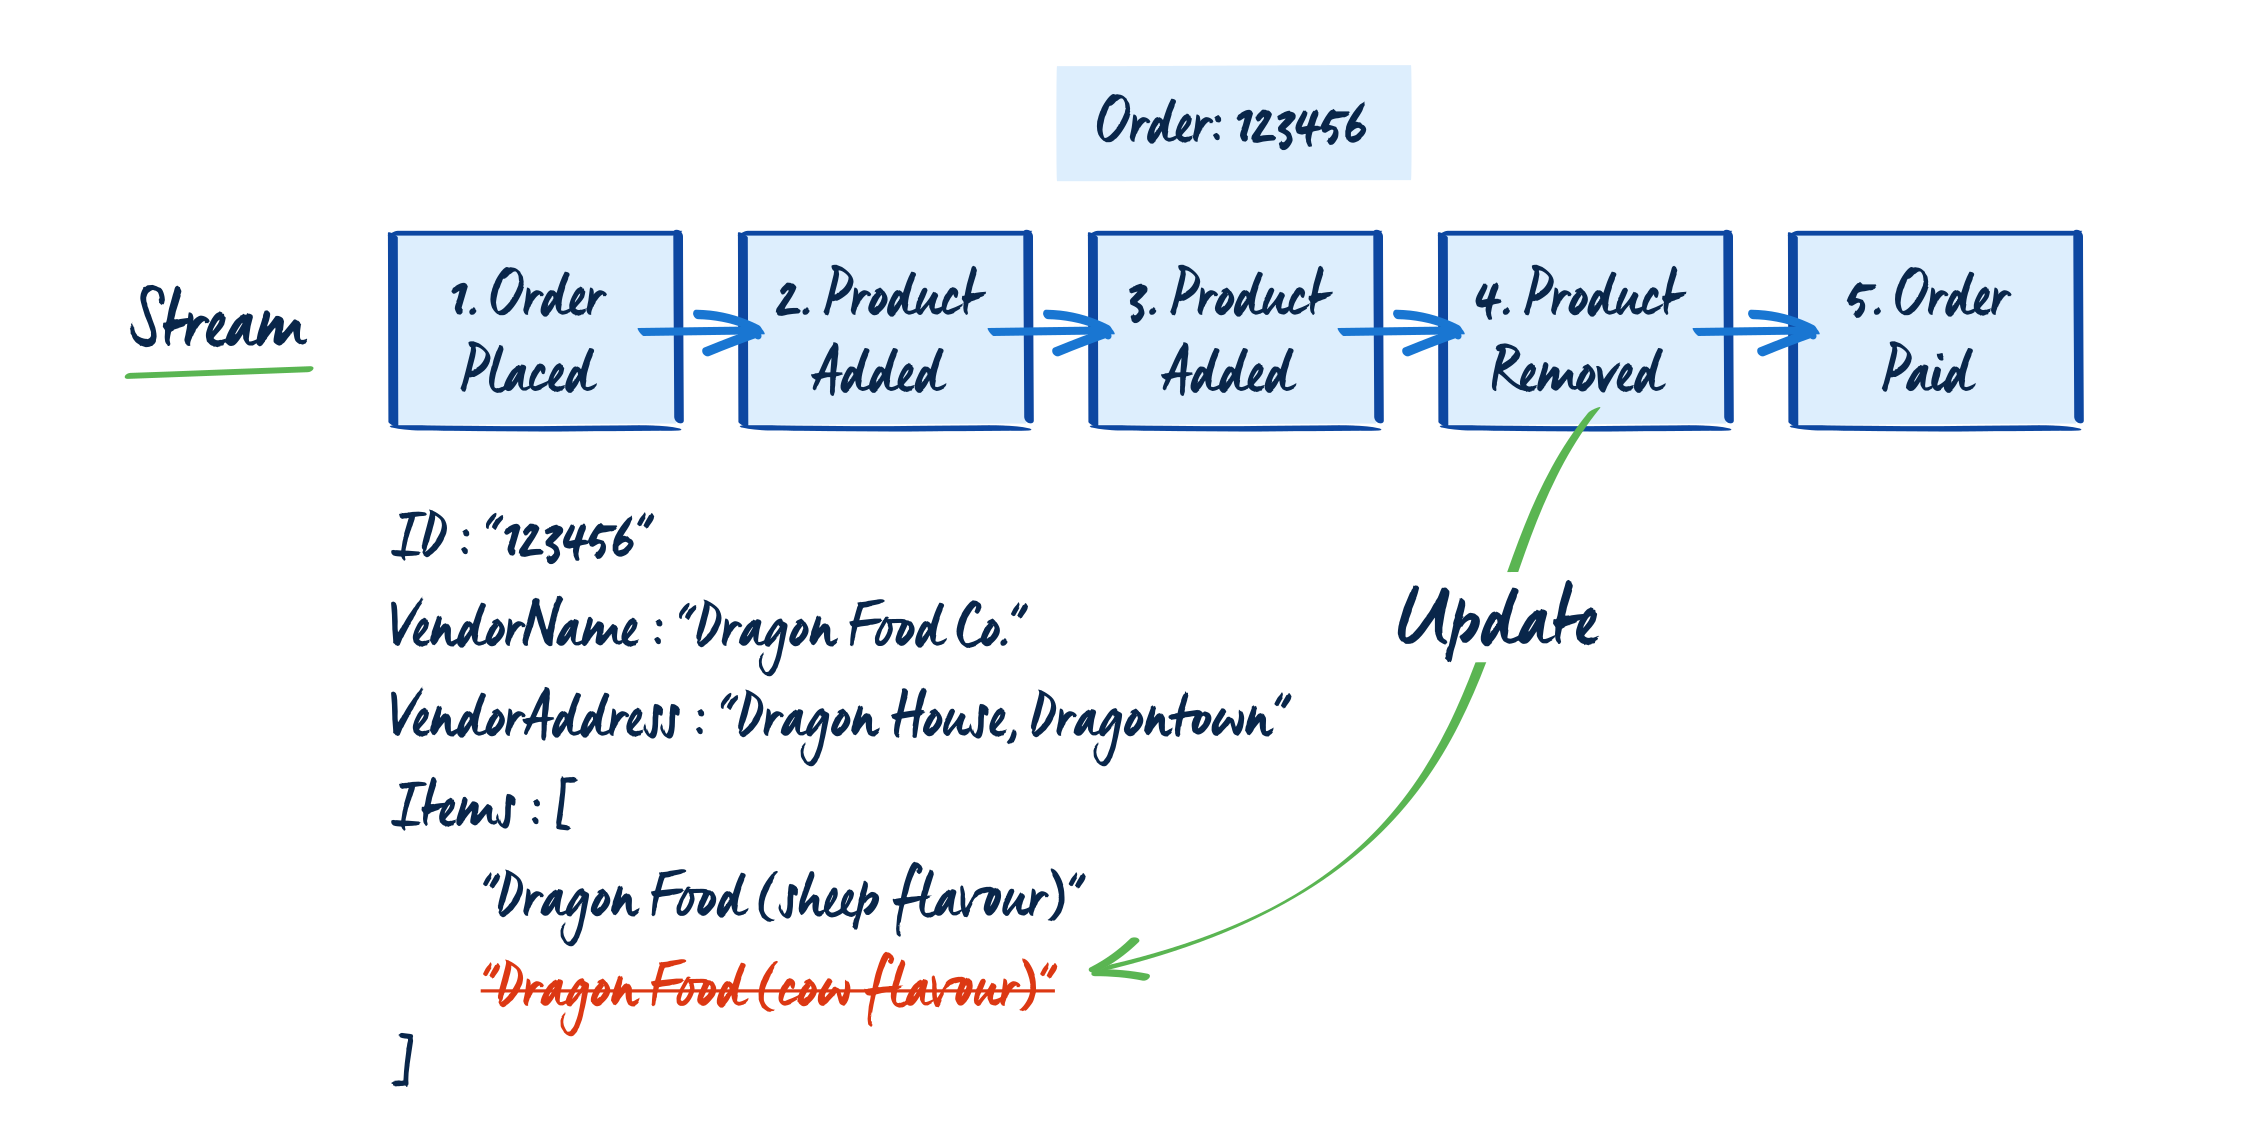 Order: 123456
Stream
1. Order
Placed
2. Product
Added
3. Product
Added
4. Product
Removed
5. Order
Paid
ID : "123456"
VendorName : "Dragon Food Co."
VendorAddress : "Dragon House, Dragontown"
Items : [
"Dragon Food (sheep flavour)"
"Dragon Food (cow flavour)"
]
Update